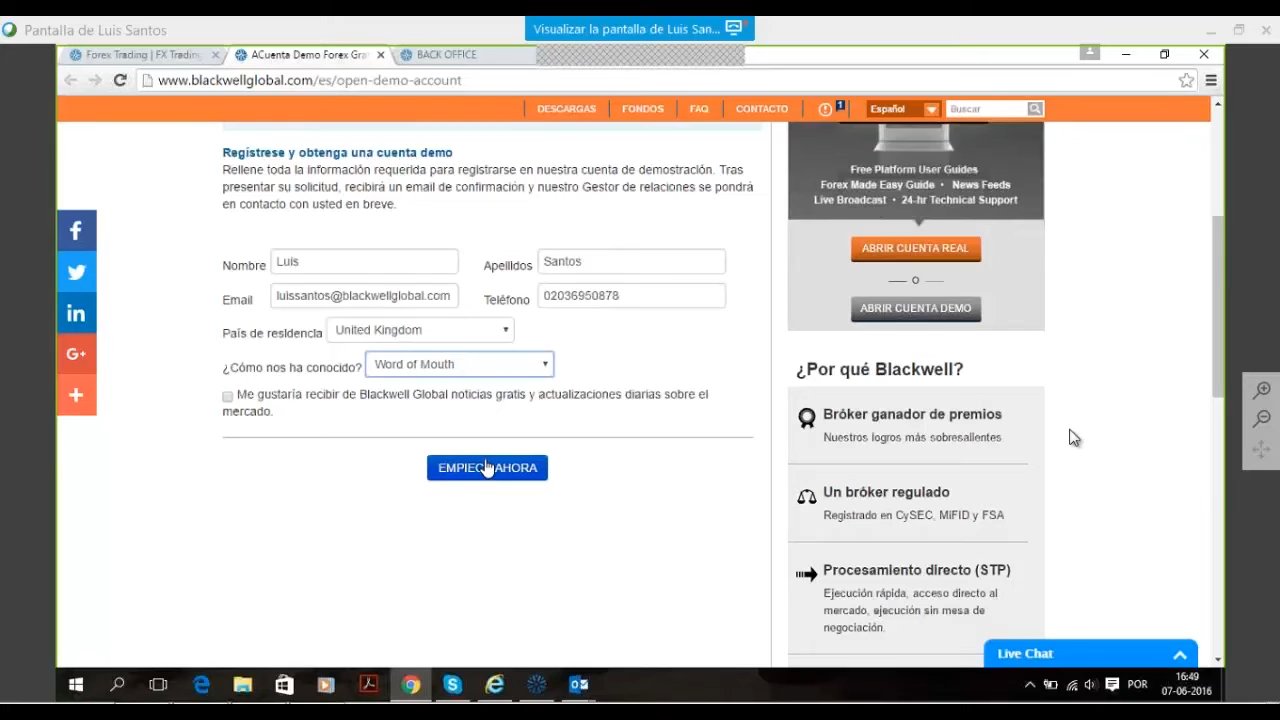 Pantalla de Luis Santos
Visualizar la pantalla de Luis San...
Forex Trading | FX Trading
ACuenta Demo Forex Gra
BACK OFFICE
www.blackwellglobal.com/es/open-demo-account
DESCARGAS
FONDOS
FAQ
CONTACTO
1
Español
Buscar
Regístrese y obtenga una cuenta demo
Rellene toda la información requerida para registrarse en nuestra cuenta de demostración. Tras
presentar su solicitud, recibirá un email de confirmación y nuestro Gestor de relaciones se pondrá
en contacto con usted en breve.
Nombre Luis Apellidos Santos
Email luissantos@blackwellglobal.com Teléfono 02036950878
País de residencia United Kingdom
¿Cómo nos ha conocido? Word of Mouth
Me gustaría recibir de Blackwell Global noticias gratis y actualizaciones diarias sobre el
mercado.
EMPIECE AHORA
Free Platform User Guides
Forex Made Easy Guide • News Feeds
Live Broadcast • 24-hr Technical Support
ABRIR CUENTA REAL
O
ABRIR CUENTA DEMO
¿Por qué Blackwell?
Bróker ganador de premios
Nuestros logros más sobresalientes
Un bróker regulado
Registrado en CySEC, MiFID y FSA
Procesamiento directo (STP)
Ejecución rápida, acceso directo al
mercado, ejecución sin mesa de
negociación.
Live Chat
POR
16:49
07-06-2016